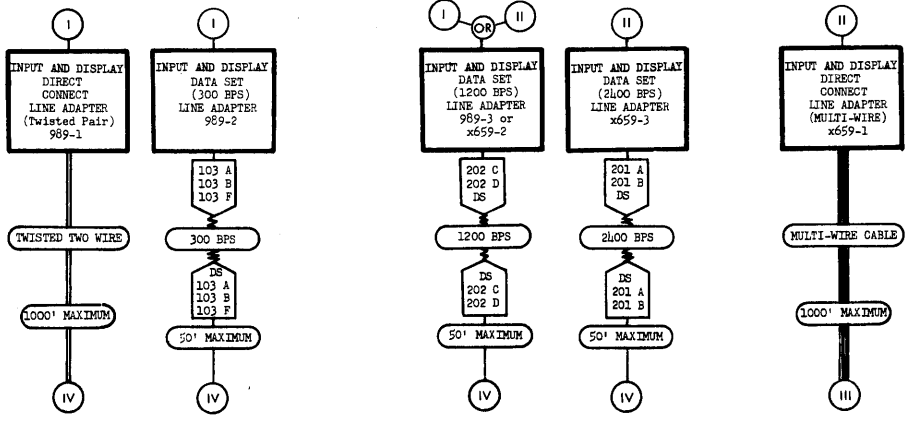 I
INPUT AND DISPLAY
DIRECT
CONNECT
LINE ADAPTER
(Twisted Pair)
989-1
TWISTED TWO WIRE
1000' MAXIMUM
IV
I
INPUT AND DISPLAY
DATA SET
(300 BPS)
LINE ADAPTER
989-2
103 A
103 B
103 F
300 BPS
DS
103 A
103 B
103 F
50' MAXIMUM
IV
I OR II
INPUT AND DISPLAY
DATA SET
(1200 BPS)
LINE ADAPTER
989-3 or
x659-2
202 C
202 D
DS
1200 BPS
DS
202 C
202 D
50' MAXIMUM
IV
II
INPUT AND DISPLAY
DATA SET
(2400 BPS)
LINE ADAPTER
x659-3
201 A
201 B
DS
2400 BPS
DS
201 A
201 B
50' MAXIMUM
IV
II
INPUT AND DISPLAY
DIRECT
CONNECT
LINE ADAPTER
(MULTI-WIRE)
x659-1
MULTI-WIRE CABLE
1000' MAXIMUM
III